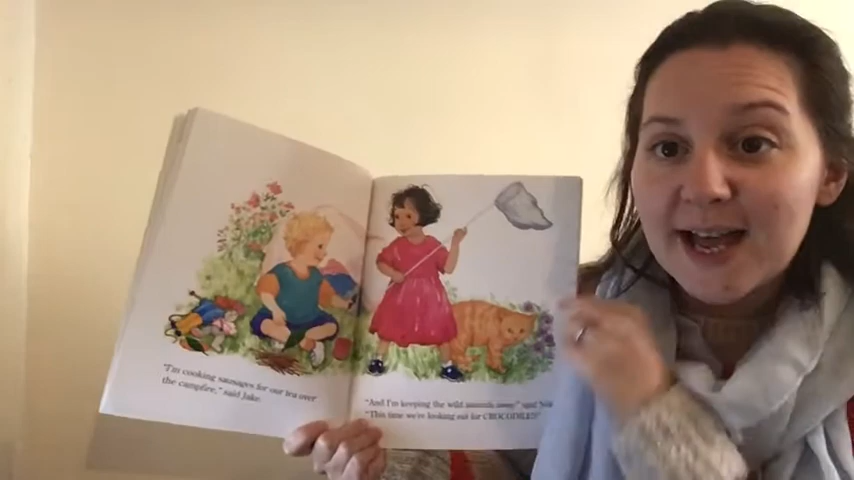 "I'm cooking sausages for our tea over
the campfire," said Jake.
"And I'm keeping the wild animals away," said
"This time we're looking out for CROCODILES!"